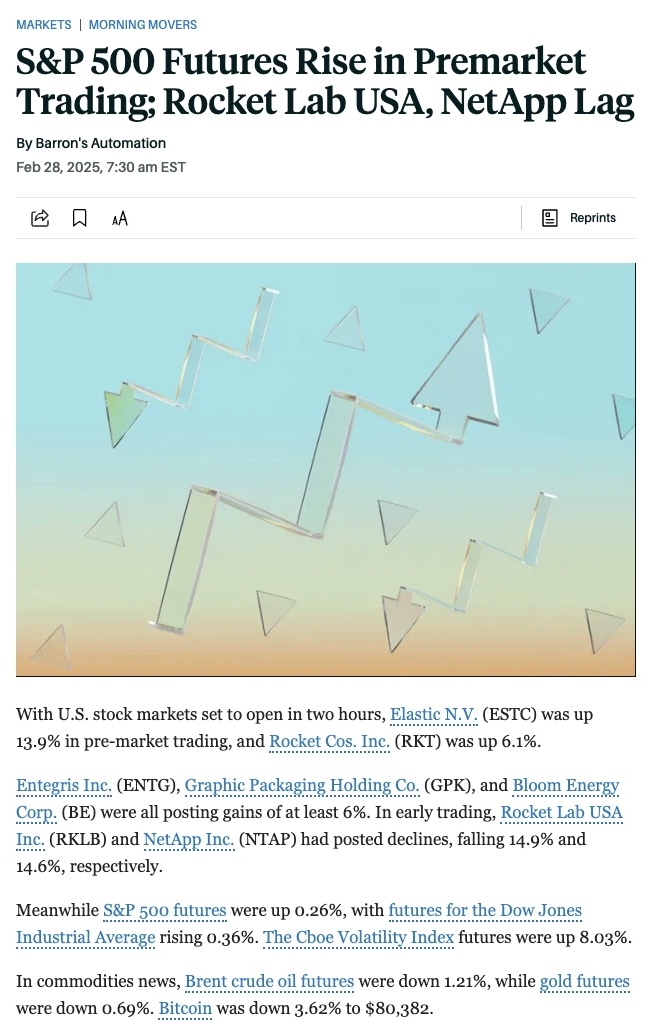 MARKETS | MORNING MOVERS
S&P 500 Futures Rise in Premarket
Trading; Rocket Lab USA, NetApp Lag
By Barron's Automation
Feb 28, 2025, 7:30 am EST
AA Reprints
With U.S. stock markets set to open in two hours, Elastic N.V. (ESTC) was up
13.9% in pre-market trading, and Rocket Cos. Inc. (RKT) was up 6.1%.
Entegris Inc. (ENTG), Graphic Packaging Holding Co. (GPK), and Bloom Energy
Corp. (BE) were all posting gains of at least 6%. In early trading, Rocket Lab USA
Inc. (RKLB) and NetApp Inc. (NTAP) had posted declines, falling 14.9% and
14.6%, respectively.
Meanwhile S&P 500 futures were up 0.26%, with futures for the Dow Jones
Industrial Average rising 0.36%. The Cboe Volatility Index futures were up 8.03%.
In commodities news, Brent crude oil futures were down 1.21%, while gold futures
were down 0.69%. Bitcoin was down 3.62% to $80,382.